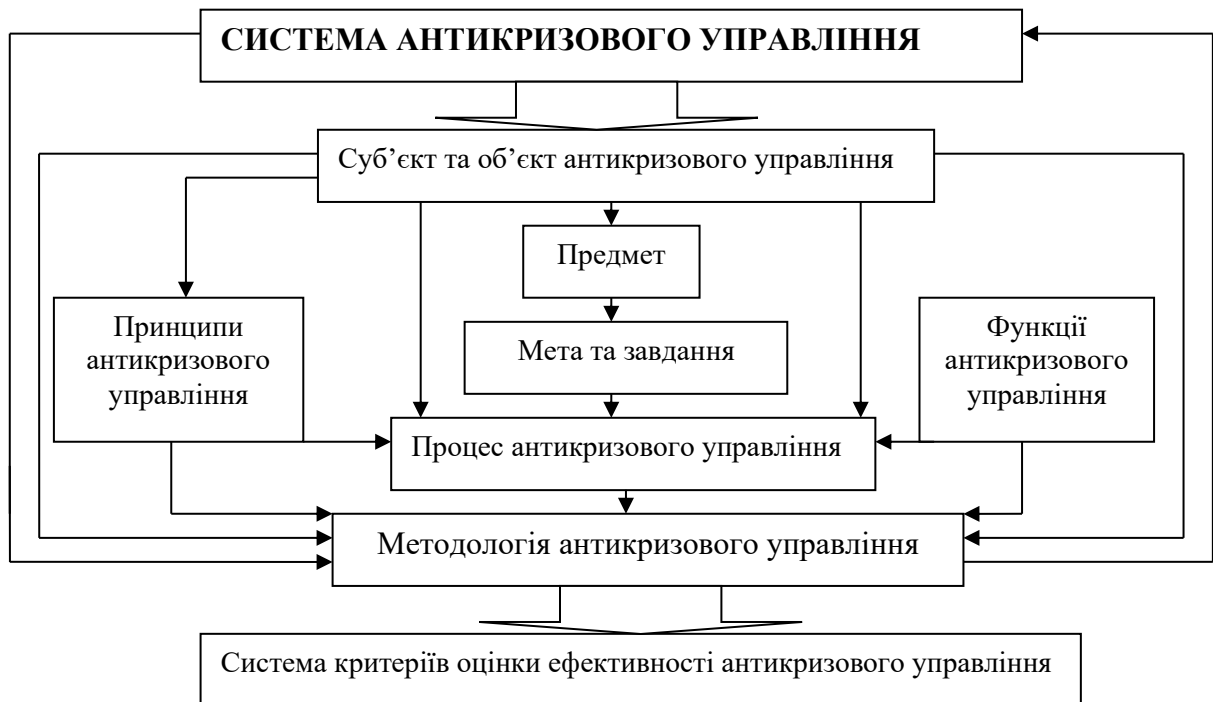 СИСТЕМА АНТИКРИЗОВОГО УПРАВЛІННЯ
Суб’єкт та об’єкт антикризового управління
Предмет
Принципи
антикризового
управління
Мета та завдання
Функції
антикризового
управління
Процес антикризового управління
Методологія антикризового управління
Система критеріїв оцінки ефективності антикризового управління